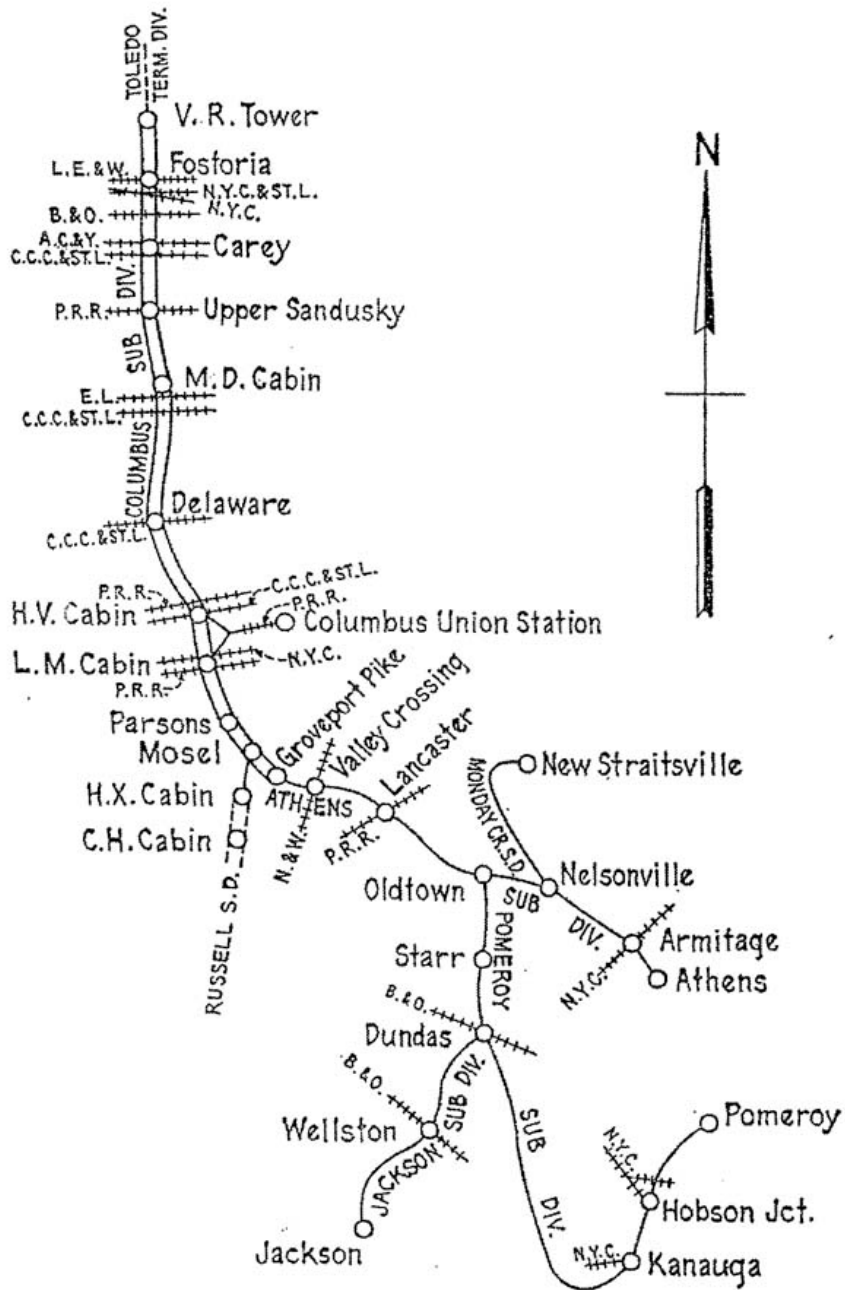 TOLEDO
TERM. DIV.
V. R. Tower
Fostoria
L.E.&W.
N.Y.C.&ST.L.
N.Y.C.
B.&O.
A.C.&Y.
Carey
C.C.C.&ST.L.
P.R.R.
Upper Sandusky
COLUMBUS SUB DIV.
M.D. Cabin
E.L.
C.C.C.&ST.L.
Delaware
C.C.C.&ST.L.
P.R.R.
C.C.C.&ST.L.
H.V. Cabin
P.R.R.
Columbus Union Station
L.M. Cabin
N.Y.C.
P.R.R.
Parsons
Mosel
Groveport Pike
Valley Crossing
Lancaster
H.X. Cabin
C.H. Cabin
RUSSELL S.D.
ATHENS SUB DIV.
N.&W.
P.R.R.
MONDAY CR. S.D.
New Straitsville
Oldtown
Nelsonville
Armitage
N.Y.C.
Athens
Starr
POMEROY SUB DIV.
B.&O.
Dundas
B.&O.
Wellston
JACKSON SUB DIV.
Jackson
Pomeroy
N.Y.C.
Hobson Jct.
N.Y.C.
Kanauga
N